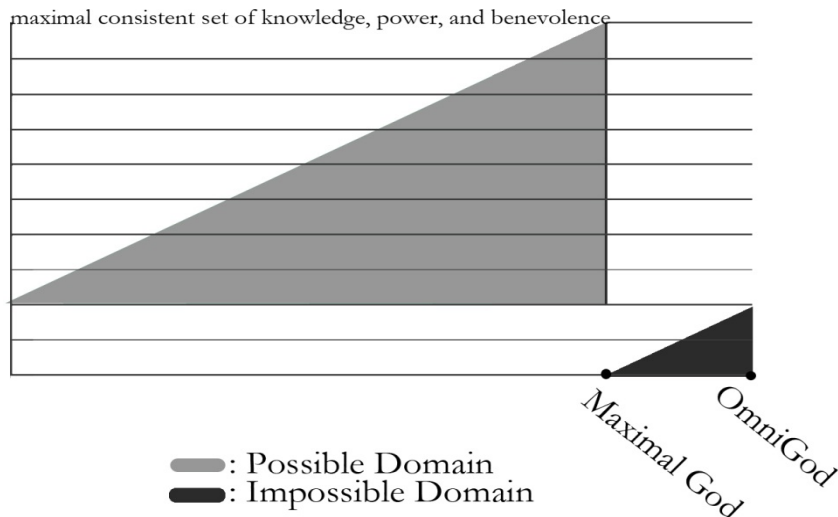 maximal consistent set of knowledge, power, and benevolence
Maximal God
OmniGod
: Possible Domain
: Impossible Domain